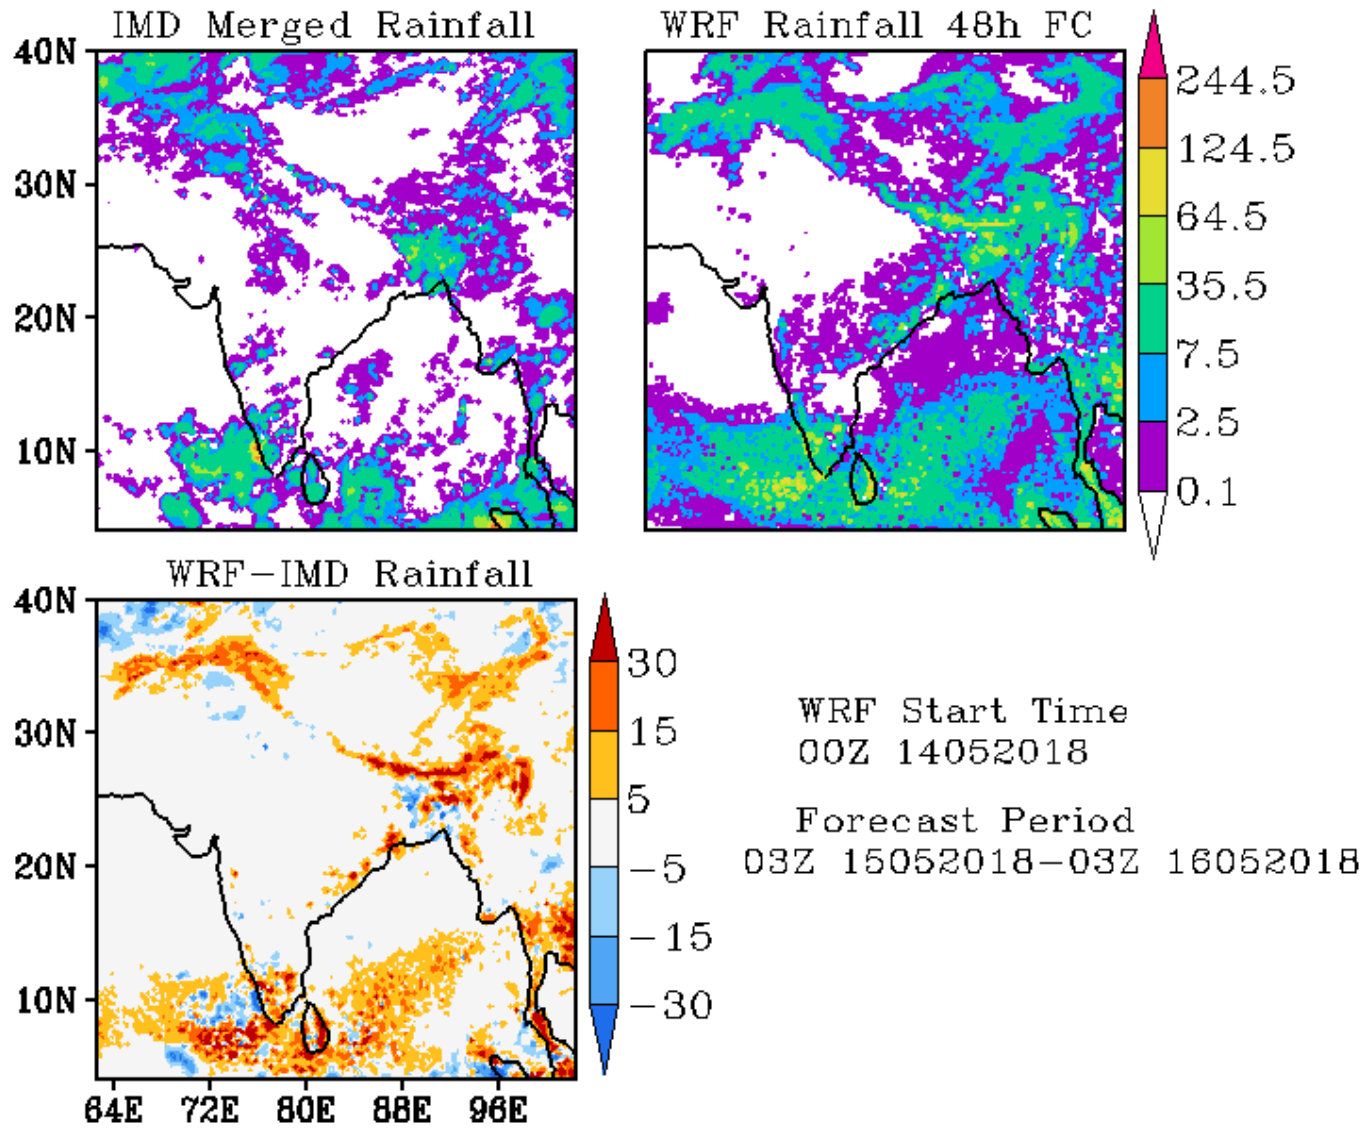 IMD Merged Rainfall
WRF Rainfall 48h FC
40N
30N
20N
10N
244.5
124.5
64.5
35.5
7.5
2.5
0.1
WRF-IMD Rainfall
40N
30N
20N
10N
64E 72E 80E 88E 96E
30
15
5
-5
-15
-30
WRF Start Time
00Z 14052018
Forecast Period
03Z 15052018-03Z 16052018